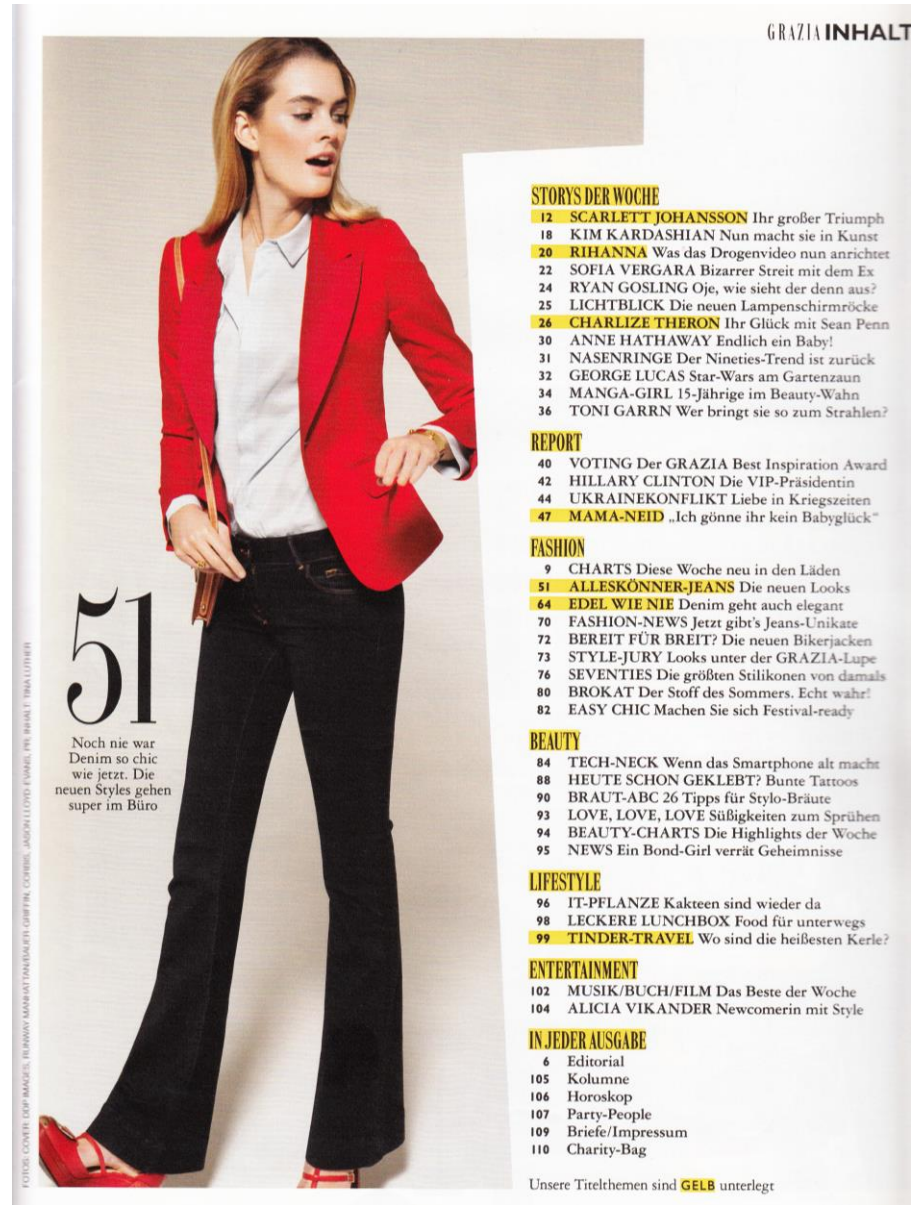 GRAZIA INHALT
STORYS DER WOCHE
12 SCARLETT JOHANSSON Ihr großer Triumph
18 KIM KARDASHIAN Nun macht sie in Kunst
20 RIHANNA Was das Drogenvideo nun anrichtet
22 SOFIA VERGARA Bizarrer Streit mit dem Ex
24 RYAN GOSLING Oje, wie sieht der denn aus?
25 LICHTBLICK Die neuen Lampenschirmröcke
26 CHARLIZE THERON Ihr Glück mit Sean Penn
30 ANNE HATHAWAY Endlich ein Baby!
31 NASENRINGE Der Nineties-Trend ist zurück
32 GEORGE LUCAS Star-Wars am Gartenzaun
34 MANGA-GIRL 15-Jährige im Beauty-Wahn
36 TONI GARRN Wer bringt sie so zum Strahlen?
REPORT
40 VOTING Der GRAZIA Best Inspiration Award
42 HILLARY CLINTON Die VIP-Präsidentin
44 UKRAINEKONFLIKT Liebe in Kriegszeiten
47 MAMA-NEID „Ich gönne ihr kein Babyglück“
FASHION
9 CHARTS Diese Woche neu in den Läden
51 ALLESKÖNNER-JEANS Die neuen Looks
64 EDEL WIE NIE Denim geht auch elegant
70 FASHION-NEWS Jetzt gibt's Jeans-Unikate
72 BEREIT FÜR BREIT? Die neuen Bikerjacken
73 STYLE-JURY Looks unter der GRAZIA-Lupe
76 SEVENTIES Die größten Stilikonen von damals
80 BROKAT Der Stoff des Sommers. Echt wahr!
82 EASY CHIC Machen Sie sich Festival-ready
BEAUTY
84 TECH-NECK Wenn das Smartphone alt macht
88 HEUTE SCHON GEKLEBT? Bunte Tattoos
90 BRAUT-ABC 26 Tipps für Stylo-Bräute
93 LOVE, LOVE, LOVE Süßigkeiten zum Sprühen
94 BEAUTY-CHARTS Die Highlights der Woche
95 NEWS Ein Bond-Girl verrät Geheimnisse
LIFESTYLE
96 IT-PFLANZE Kakteen sind wieder da
98 LECKERE LUNCHBOX Food für unterwegs
99 TINDER-TRAVEL Wo sind die heißesten Kerle?
ENTERTAINMENT
102 MUSIK/BUCH/FILM Das Beste der Woche
104 ALICIA VIKANDER Newcomerin mit Style
IN JEDER AUSGABE
6 Editorial
105 Kolumne
106 Horoskop
107 Party-People
109 Briefe/Impressum
110 Charity-Bag
Unsere Titelthemen sind GELB unterlegt
51
Noch nie war
Denim so chic
wie jetzt. Die
neuen Styles gehen
super im Büro
FOTOS: COVER: DDP IMAGES, RUNWAY MANHATTAN/BAUER-GRIFFIN, CORBIS, JASON LLOYD-EVANS, PR, INHALT: TINA LUTHER